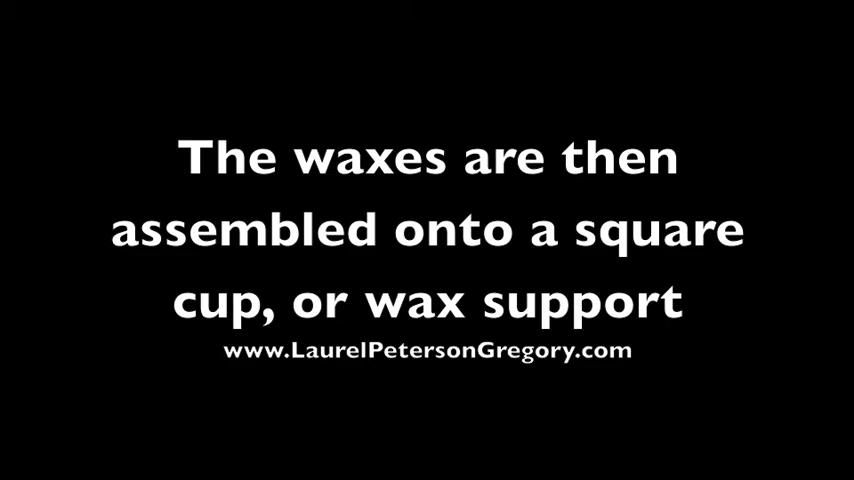 The waxes are then
assembled onto a square
cup, or wax support
www.LaurelPetersonGregory.com